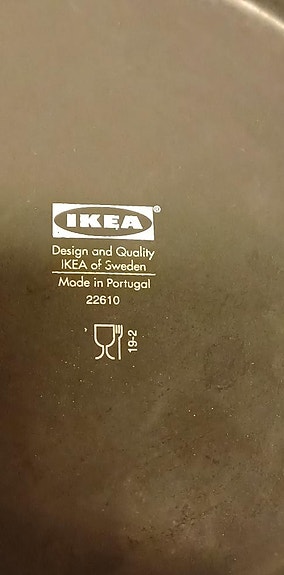 IKEA®
Design and Quality
IKEA of Sweden
Made in Portugal
22610
19-2